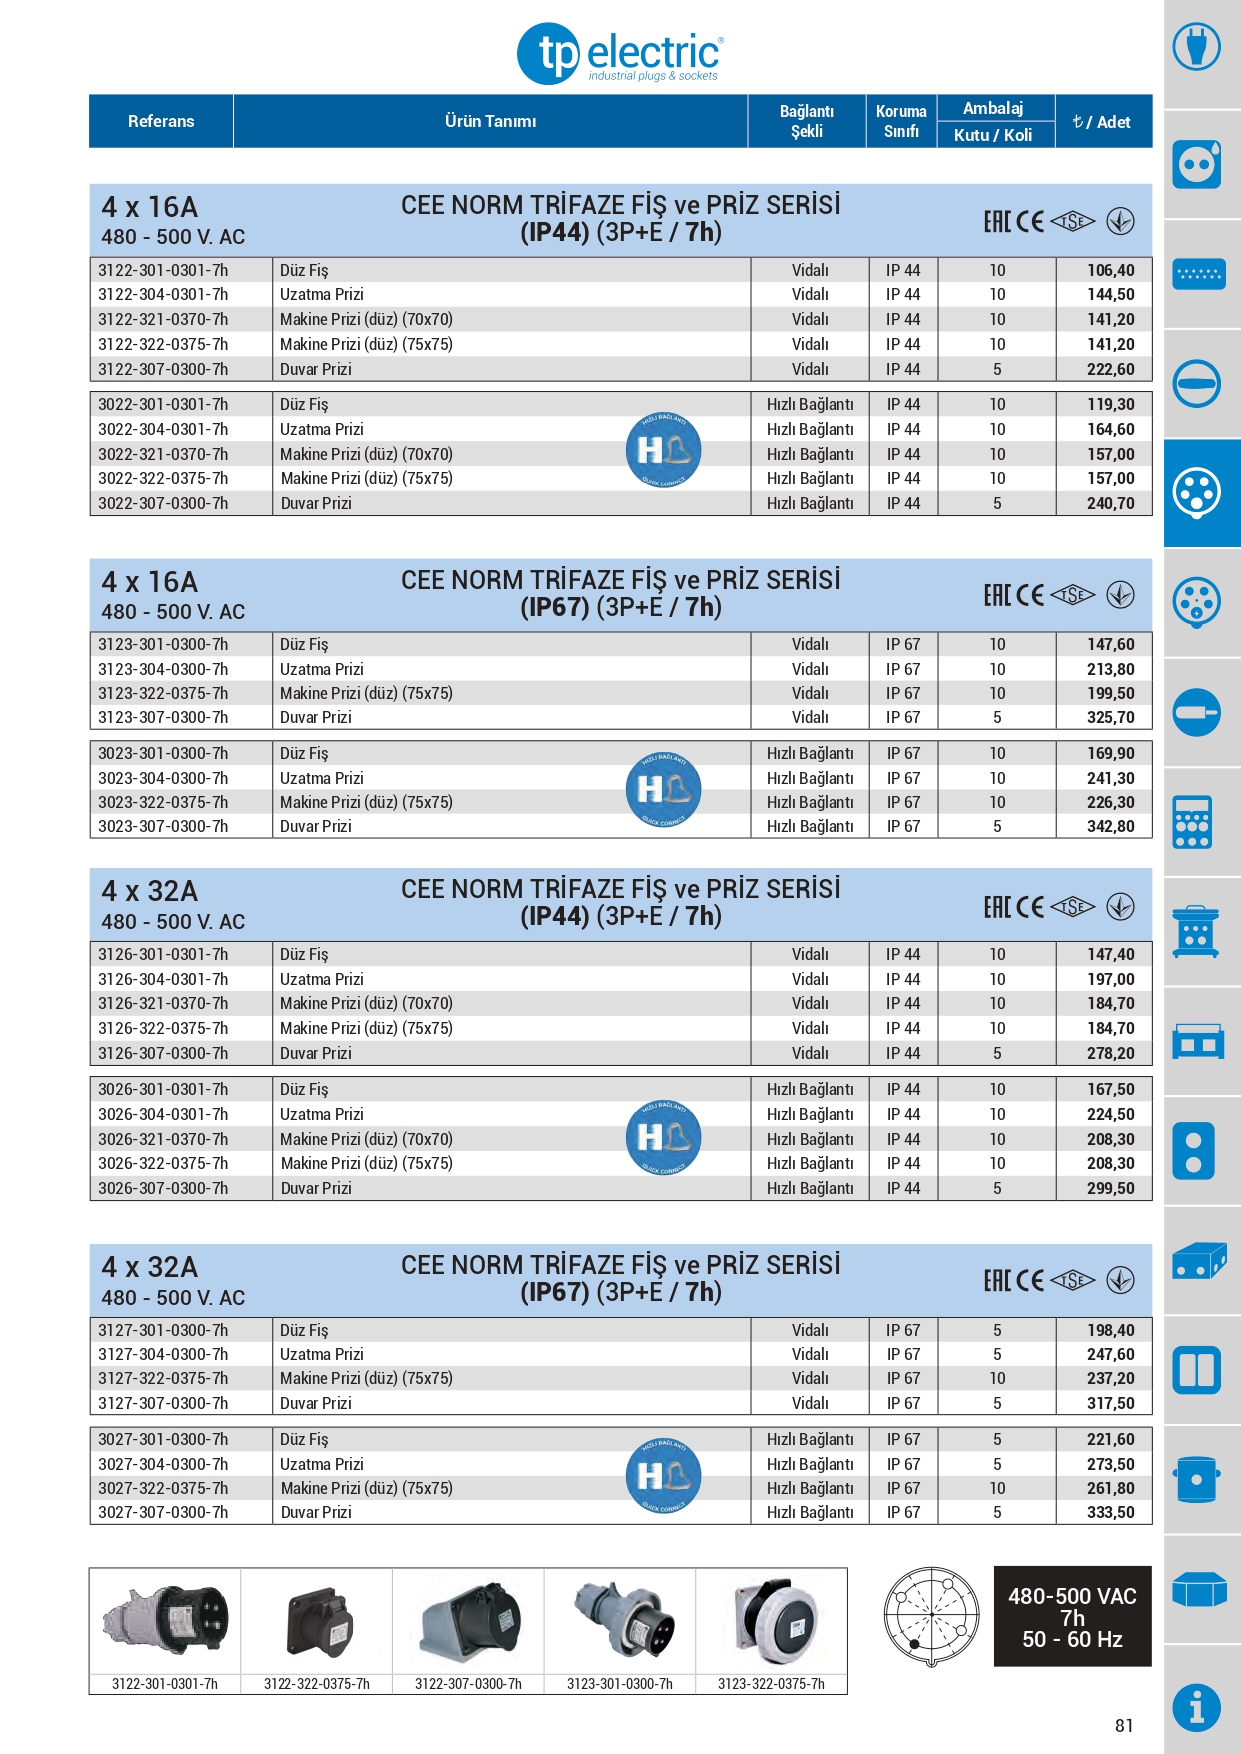 tp electric®
industrial plugs & sockets
Referans Ürün Tanımı Bağlantı Şekli Koruma Sınıfı Ambalaj Kutu / Koli ₺ / Adet
4 x 16A CEE NORM TRİFAZE FİŞ ve PRİZ SERİSİ
480 - 500 V. AC (IP44) (3P+E / 7h) EAC CE TSE
3122-301-0301-7h Düz Fiş Vidalı IP 44 10 106,40
3122-304-0301-7h Uzatma Prizi Vidalı IP 44 10 144,50
3122-321-0370-7h Makine Prizi (düz) (70x70) Vidalı IP 44 10 141,20
3122-322-0375-7h Makine Prizi (düz) (75x75) Vidalı IP 44 10 141,20
3122-307-0300-7h Duvar Prizi Vidalı IP 44 5 222,60
3022-301-0301-7h Düz Fiş Hızlı Bağlantı IP 44 10 119,30
3022-304-0301-7h Uzatma Prizi Hızlı Bağlantı IP 44 10 164,60
3022-321-0370-7h Makine Prizi (düz) (70x70) Hızlı Bağlantı IP 44 10 157,00
3022-322-0375-7h Makine Prizi (düz) (75x75) Hızlı Bağlantı IP 44 10 157,00
3022-307-0300-7h Duvar Prizi Hızlı Bağlantı IP 44 5 240,70
HIZLI BAĞLANTI
H
QUICK CONNECT
4 x 16A CEE NORM TRİFAZE FİŞ ve PRİZ SERİSİ
480 - 500 V. AC (IP67) (3P+E / 7h) EAC CE TSE
3123-301-0300-7h Düz Fiş Vidalı IP 67 10 147,60
3123-304-0300-7h Uzatma Prizi Vidalı IP 67 10 213,80
3123-322-0375-7h Makine Prizi (düz) (75x75) Vidalı IP 67 10 199,50
3123-307-0300-7h Duvar Prizi Vidalı IP 67 5 325,70
3023-301-0300-7h Düz Fiş Hızlı Bağlantı IP 67 10 169,90
3023-304-0300-7h Uzatma Prizi Hızlı Bağlantı IP 67 10 241,30
3023-322-0375-7h Makine Prizi (düz) (75x75) Hızlı Bağlantı IP 67 10 226,30
3023-307-0300-7h Duvar Prizi Hızlı Bağlantı IP 67 5 342,80
HIZLI BAĞLANTI
H
QUICK CONNECT
4 x 32A CEE NORM TRİFAZE FİŞ ve PRİZ SERİSİ
480 - 500 V. AC (IP44) (3P+E / 7h) EAC CE TSE
3126-301-0301-7h Düz Fiş Vidalı IP 44 10 147,40
3126-304-0301-7h Uzatma Prizi Vidalı IP 44 10 197,00
3126-321-0370-7h Makine Prizi (düz) (70x70) Vidalı IP 44 10 184,70
3126-322-0375-7h Makine Prizi (düz) (75x75) Vidalı IP 44 10 184,70
3126-307-0300-7h Duvar Prizi Vidalı IP 44 5 278,20
3026-301-0301-7h Düz Fiş Hızlı Bağlantı IP 44 10 167,50
3026-304-0301-7h Uzatma Prizi Hızlı Bağlantı IP 44 10 224,50
3026-321-0370-7h Makine Prizi (düz) (70x70) Hızlı Bağlantı IP 44 10 208,30
3026-322-0375-7h Makine Prizi (düz) (75x75) Hızlı Bağlantı IP 44 10 208,30
3026-307-0300-7h Duvar Prizi Hızlı Bağlantı IP 44 5 299,50
HIZLI BAĞLANTI
H
QUICK CONNECT
4 x 32A CEE NORM TRİFAZE FİŞ ve PRİZ SERİSİ
480 - 500 V. AC (IP67) (3P+E / 7h) EAC CE TSE
3127-301-0300-7h Düz Fiş Vidalı IP 67 5 198,40
3127-304-0300-7h Uzatma Prizi Vidalı IP 67 5 247,60
3127-322-0375-7h Makine Prizi (düz) (75x75) Vidalı IP 67 10 237,20
3127-307-0300-7h Duvar Prizi Vidalı IP 67 5 317,50
3027-301-0300-7h Düz Fiş Hızlı Bağlantı IP 67 5 221,60
3027-304-0300-7h Uzatma Prizi Hızlı Bağlantı IP 67 5 273,50
3027-322-0375-7h Makine Prizi (düz) (75x75) Hızlı Bağlantı IP 67 10 261,80
3027-307-0300-7h Duvar Prizi Hızlı Bağlantı IP 67 5 333,50
HIZLI BAĞLANTI
H
QUICK CONNECT
3122-301-0301-7h 3122-322-0375-7h 3122-307-0300-7h 3123-301-0300-7h 3123-322-0375-7h
480-500 VAC
7h
50 - 60 Hz
81